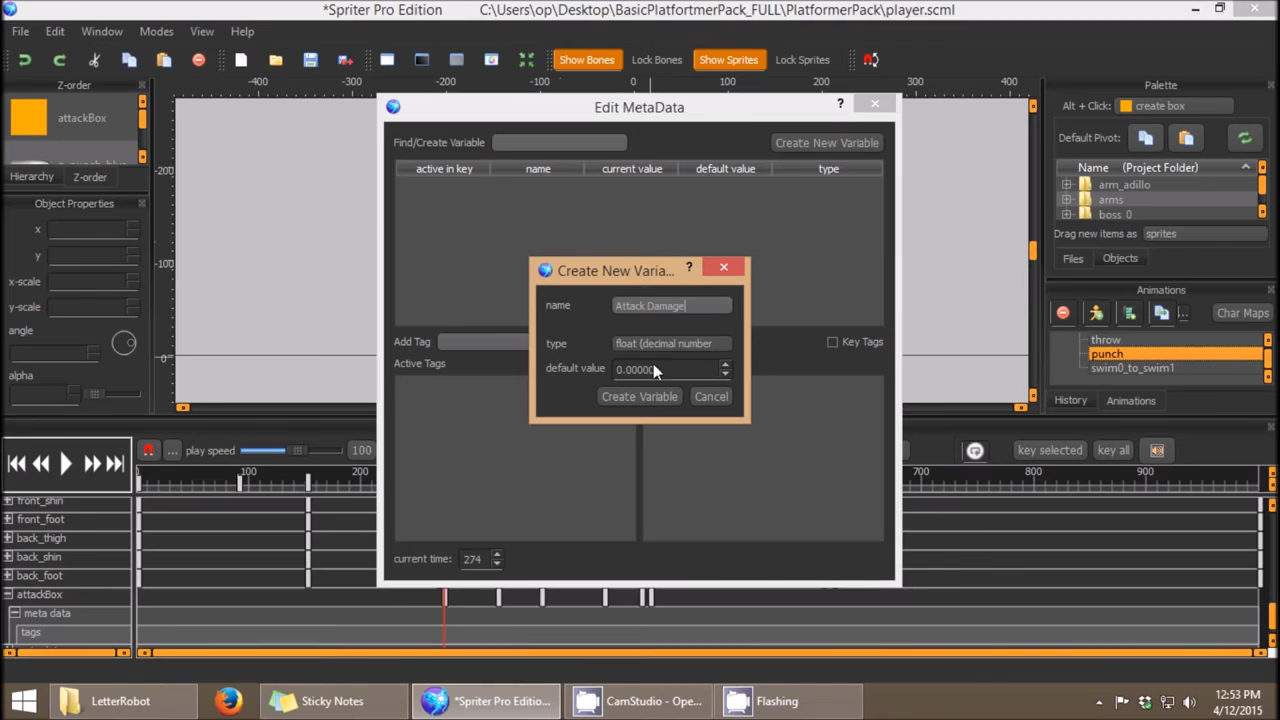 *Spriter Pro Edition C:\Users\op\Desktop\BasicPlatfortmerPack_FULL\PlatformerPack\player.scml
File Edit Window Modes View Help
Show Bones Lock Bones Show Sprites Lock Sprites
Z-order
attackBox
Hierarchy Z-order
Object Properties
x
y
x-scale
y-scale
angle
alpha
-400 -300 -200 -100 0 100 200 300 400
-200
-100
0
Edit MetaData
?
Find/Create Variable
Create New Variable
active in key name current value default value type
Create New Varia... ?
name Attack Damage
type float (decimal number
default value 0.00000
Create Variable Cancel
Add Tag
Key Tags
Active Tags
current time: 274
Palette
Alt + Click: create box
Default Pivot:
Name (Project Folder)
arm_adillo
arms
boss_0
Drag new items as sprites
Files Objects
Animations
... Char Maps
throw
punch
swim0_to_swim1
History Animations
... play speed 100
key selected key all
100 200 700 800 900
front_shin
front_foot
back_thigh
back_shin
back_foot
attackBox
meta data
tags
LetterRobot
Sticky Notes
*Spriter Pro Editio...
CamStudio - Ope...
Flashing
12:53 PM
4/12/2015